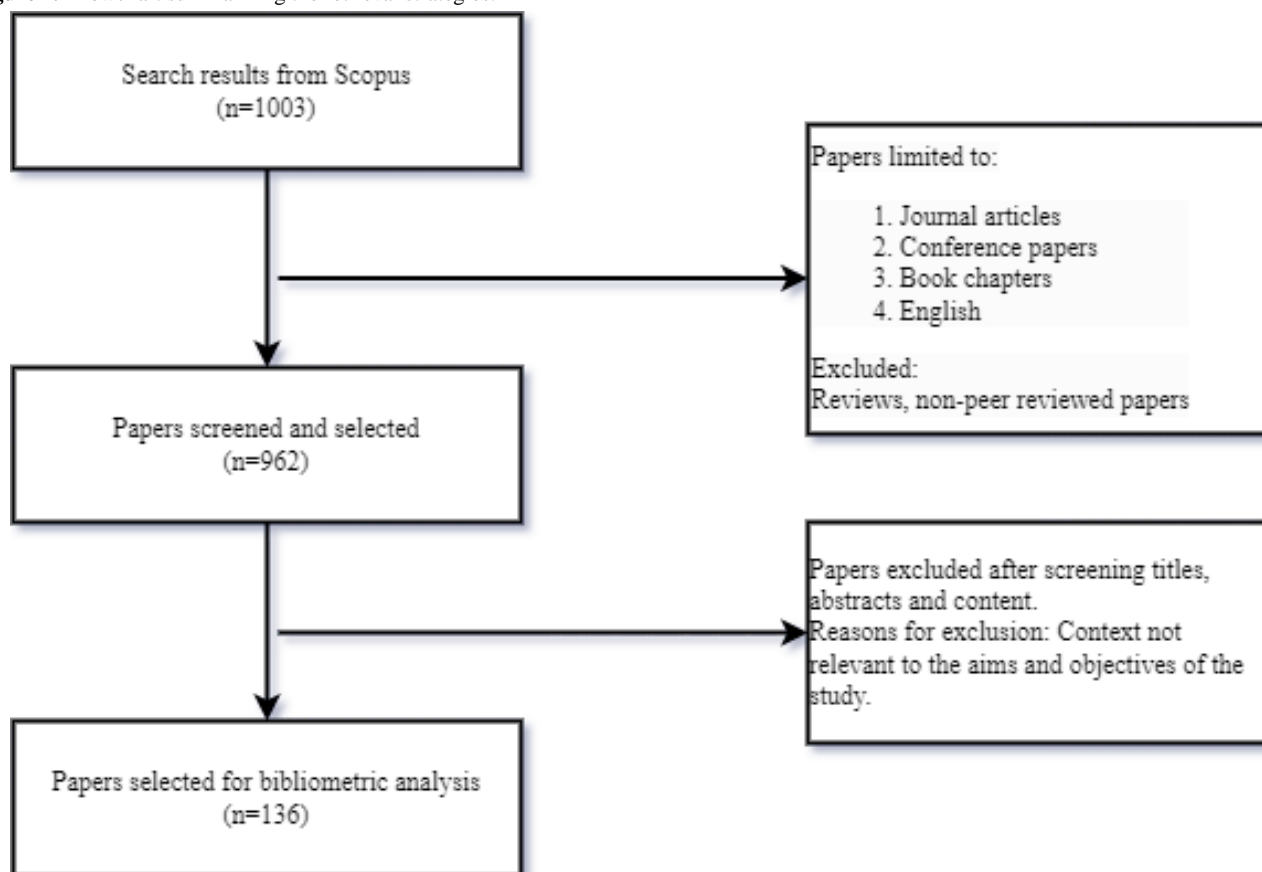 Search results from Scopus
(n=1003)
Papers limited to:
1. Journal articles
2. Conference papers
3. Book chapters
4. English
Excluded:
Reviews, non-peer reviewed papers
Papers screened and selected
(n=962)
Papers excluded after screening titles,
abstracts and content.
Reasons for exclusion: Context not
relevant to the aims and objectives of the
study.
Papers selected for bibliometric analysis
(n=136)